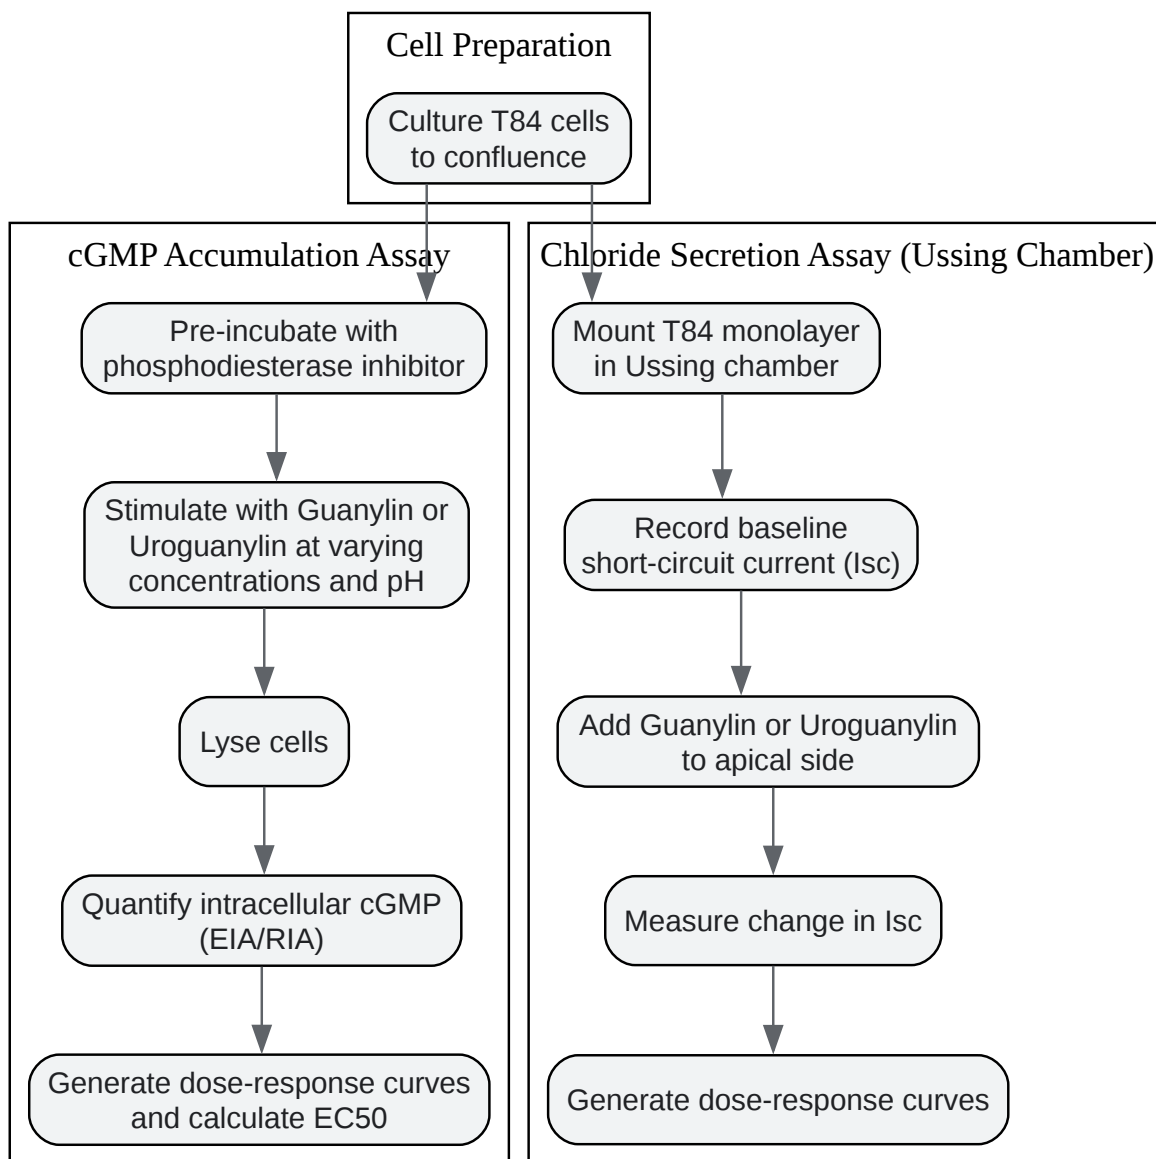 Cell Preparation
Culture T84 cells
to confluence
cGMP Accumulation Assay
Pre-incubate with
phosphodiesterase inhibitor
Stimulate with Guanylin or
Uroguanylin at varying
concentrations and pH
Lyse cells
Quantify intracellular cGMP
(EIA/RIA)
Generate dose-response curves
and calculate EC50
Chloride Secretion Assay (Ussing Chamber)
Mount T84 monolayer
in Ussing chamber
Record baseline
short-circuit current (Isc)
Add Guanylin or Uroguanylin
to apical side
Measure change in Isc
Generate dose-response curves